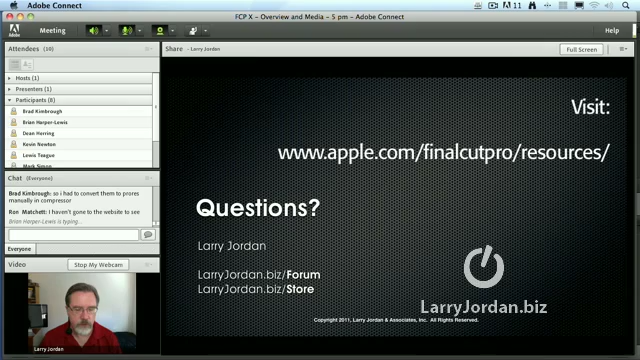 Adobe Connect
11
FCP X – Overview and Media – 5 pm – Adobe Connect
Adobe
Meeting
Help
Attendees (10)
Hosts (1)
Presenters (1)
Participants (8)
Brad Kimbrough
Brian Harper-Lewis
Dean Herring
Kevin Newton
Lewis Teague
Mark Simon
Chat (Everyone)
Brad Kimbrough: so i had to convert them to prores
manually in compressor
Ron Matchett: I haven't gone to the website to see
Brian Harper-Lewis is typing...
Everyone
Video
Stop My Webcam
Larry Jordan
Share - Larry Jordan
Full Screen
Visit:
www.apple.com/finalcutpro/resources/
Questions?
Larry Jordan
LarryJordan.biz/Forum
LarryJordan.biz/Store
LarryJordan.biz
Copyright 2011, Larry Jordan & Associates, Inc. All Rights Reserved.